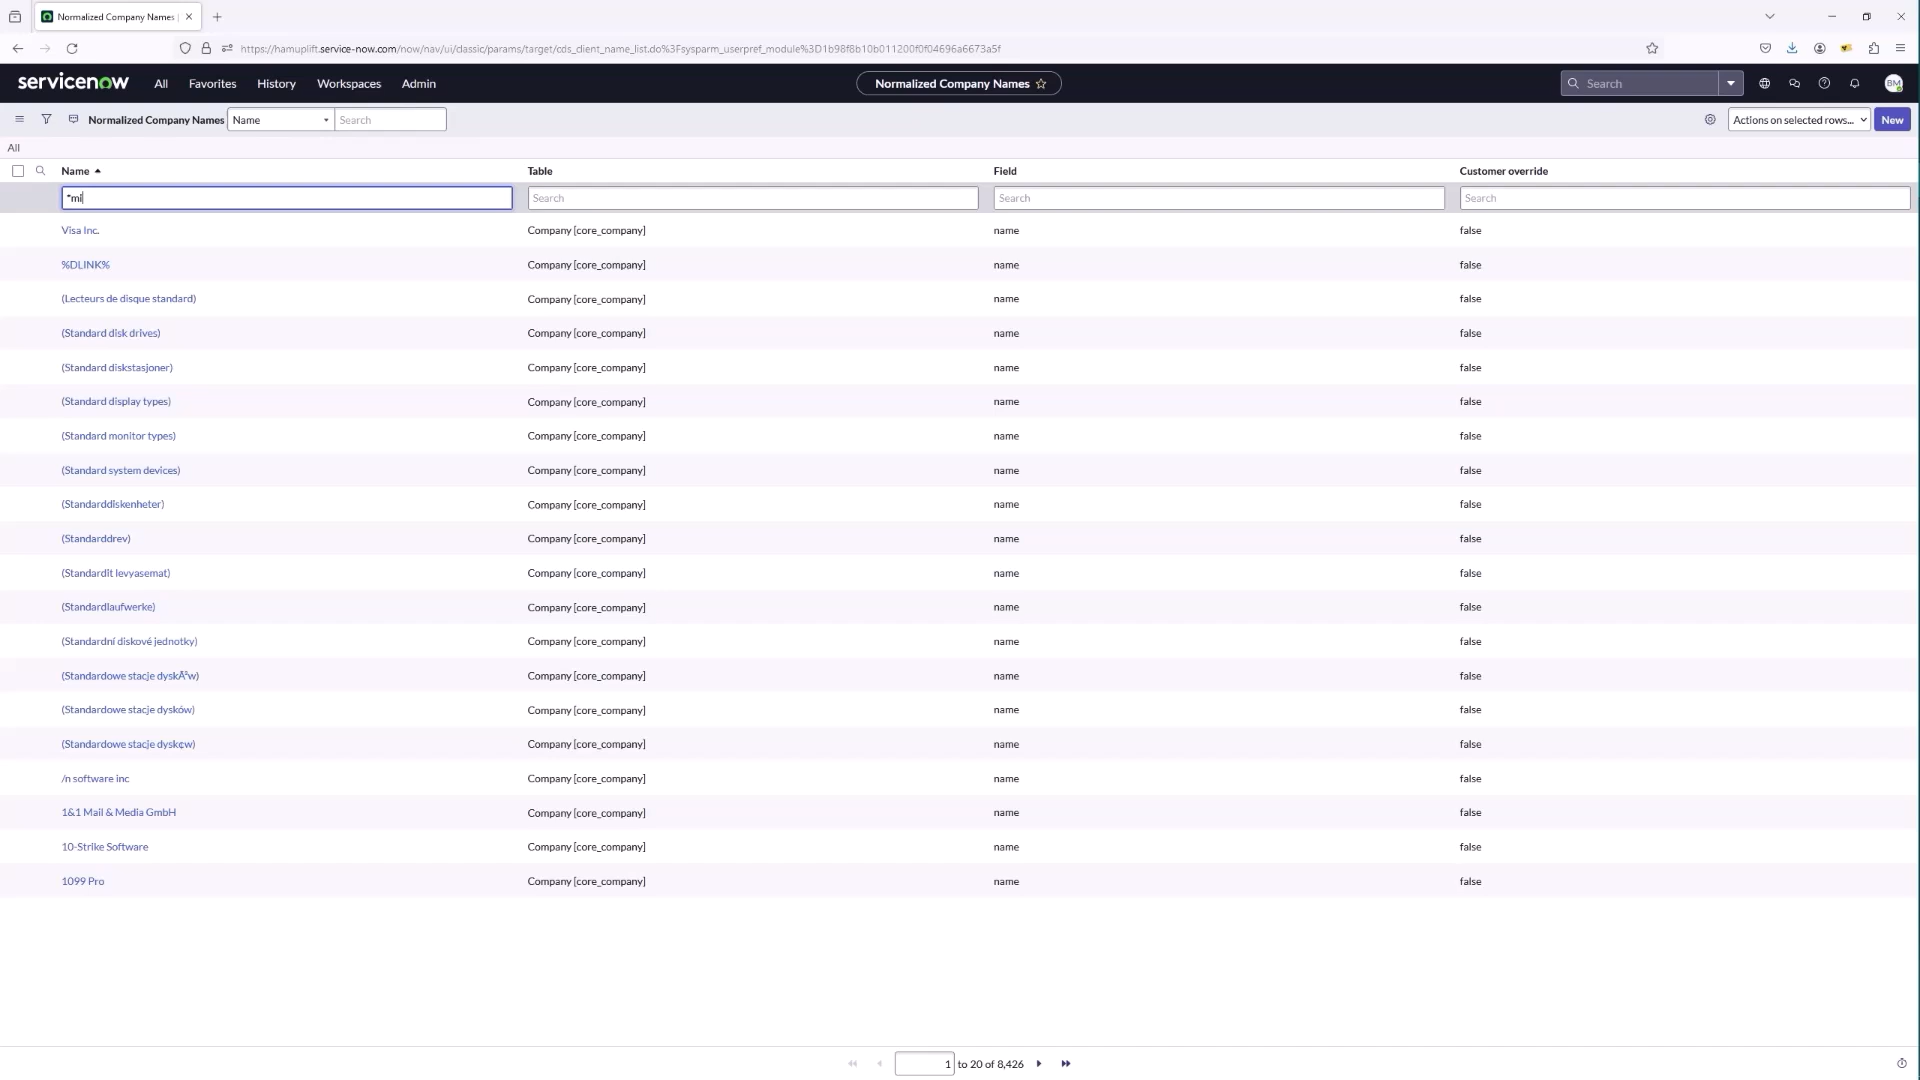 Normalized Company Names |
https://hamuplift.service-now.com/now/nav/ui/classic/params/target/cds_client_name_list.do%3Fsysparm_userpref_module%3D1b98f8b10b011200f0f04696a6673a5f
servicenow All Favorites History Workspaces Admin Normalized Company Names Search BM
Normalized Company Names Name Search Actions on selected rows... New
All
Name Table Field Customer override
*mi Search Search Search
Visa Inc. Company [core_company] name false
%DLINK% Company [core_company] name false
(Lecteurs de disque standard) Company [core_company] name false
(Standard disk drives) Company [core_company] name false
(Standard diskstasjoner) Company [core_company] name false
(Standard display types) Company [core_company] name false
(Standard monitor types) Company [core_company] name false
(Standard system devices) Company [core_company] name false
(Standarddiskenheter) Company [core_company] name false
(Standarddrev) Company [core_company] name false
(Standardit levyasemat) Company [core_company] name false
(Standardlaufwerke) Company [core_company] name false
(Standardní diskové jednotky) Company [core_company] name false
(Standardowe stacje dyskÃ³w) Company [core_company] name false
(Standardowe stacje dysków) Company [core_company] name false
(Standardowe stacje dysk¢w) Company [core_company] name false
/n software inc Company [core_company] name false
1&1 Mail & Media GmbH Company [core_company] name false
10-Strike Software Company [core_company] name false
1099 Pro Company [core_company] name false
1 to 20 of 8,426